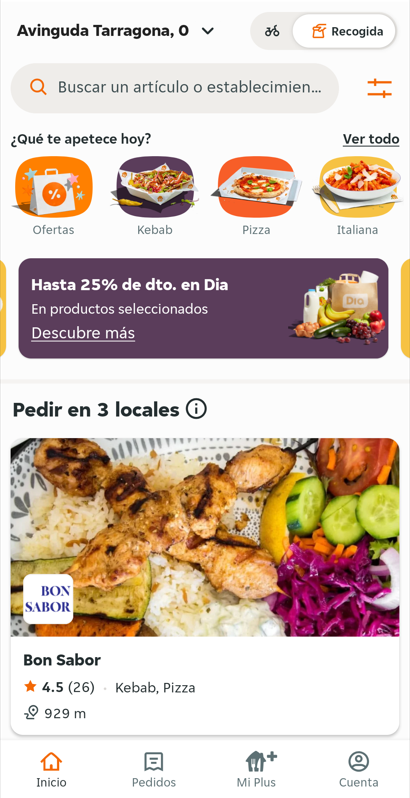 Avinguda Tarragona, 0
Recogida
Buscar un artículo o establecimien...
¿Qué te apetece hoy?
Ver todo
%
Ofertas
Kebab
Pizza
Italiana
Hasta 25% de dto. en Dia
En productos seleccionados
Descubre más
Dia
Pedir en 3 locales
BON
SABOR
Bon Sabor
4.5 (26) · Kebab, Pizza
929 m
Inicio
Pedidos
Mi Plus
Cuenta